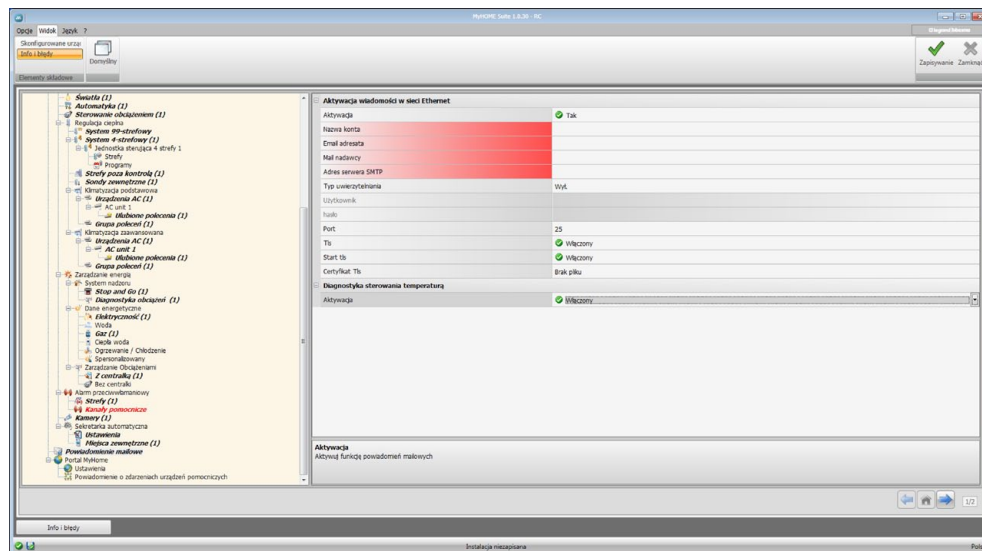 MyHOME Suite 1.0.30 - MC
Opcje Widok Język ?
Skonfigurowane urzą:
Info i błędy
Domyślny
Zapisywanie Zamknąć
Elementy składowe
Światła (1)
Automatyka (1)
Sterowanie obciążeniem (1)
Regulacja cieplna
System 99-strefowy
System 4-strefowy (1)
Jednostka sterująca 4 strefy 1
Strefy
Programy
Strefy poza kontrolą (1)
Sondy zewnętrzne (1)
Klimatyzacja podstawowa
Urządzenia AC (1)
AC unit 1
Ulubione polecenia (1)
Grupa poleceń (1)
Klimatyzacja zaawansowana
Urządzenia AC (1)
AC unit 1
Ulubione polecenia (1)
Grupa poleceń (1)
Zarządzanie energią
System nadzoru
Stop and Go (1)
Diagnostyka obciążeń (1)
Dane energetyczne
Elektryczność (1)
Woda
Gaz (1)
Ciepła woda
Ogrzewanie / Chłodzenie
Spersonalizowany
Zarządzanie Obciążeniami
Z centralką (1)
Bez centralki
Alarm przeciwwłamaniowy
Strefy (1)
Kanały pomocnicze
Kamery (1)
Sekretarka automatyczna
Ustawienia
Miejsca zewnętrzne (1)
Powiadomienie mailowe
Portal MyHome
Ustawienia
Powiadomienie o zdarzeniach urządzeń pomocniczych
Aktywacja wiadomości w sieci Ethernet
Aktywacja Tak
Nazwa konta
Email adresata
Mail nadawcy
Adres serwera SMTP
Typ uwierzytelniania Wył.
Użytkownik
hasło
Port 25
Tls Włączony
Start tls Włączony
Certyfikat Tls Brak pliku
Diagnostyka sterowania temperaturą
Aktywacja Włączony
Aktywacja
Aktywuj funkcję powiadomień mailowych
1/2
Info i błędy
Instalacja niezapisana